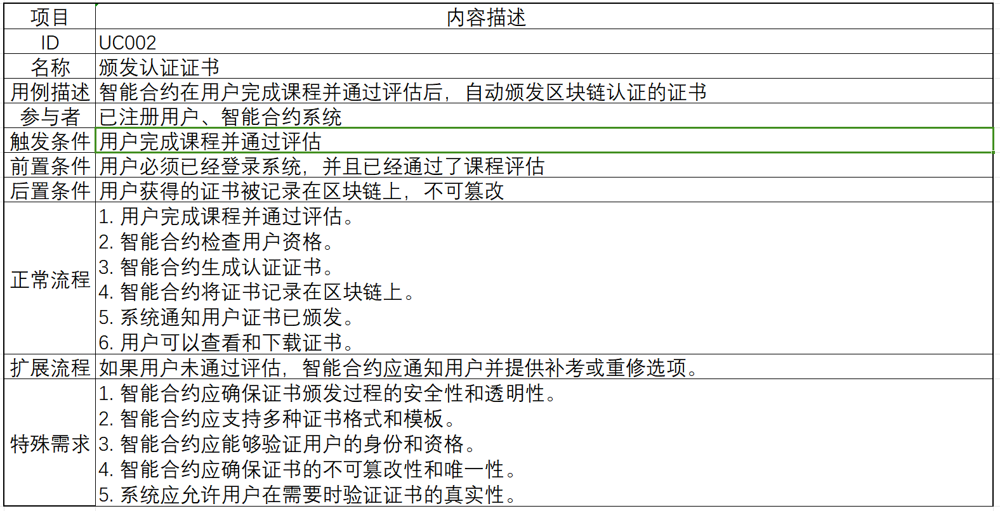 项目 内容描述
ID UC002
名称 颁发认证证书
用例描述 智能合约在用户完成课程并通过评估后，自动颁发区块链认证的证书
参与者 已注册用户、智能合约系统
触发条件 用户完成课程并通过评估
前置条件 用户必须已经登录系统，并且已经通过了课程评估
后置条件 用户获得的证书被记录在区块链上，不可篡改
正常流程
1. 用户完成课程并通过评估。
2. 智能合约检查用户资格。
3. 智能合约生成认证证书。
4. 智能合约将证书记录在区块链上。
5. 系统通知用户证书已颁发。
6. 用户可以查看和下载证书。
扩展流程 如果用户未通过评估，智能合约应通知用户并提供补考或重修选项。
特殊需求
1. 智能合约应确保证书颁发过程的安全性和透明性。
2. 智能合约应支持多种证书格式和模板。
3. 智能合约应能够验证用户的身份和资格。
4. 智能合约应确保证书的不可篡改性和唯一性。
5. 系统应允许用户在需要时验证证书的真实性。